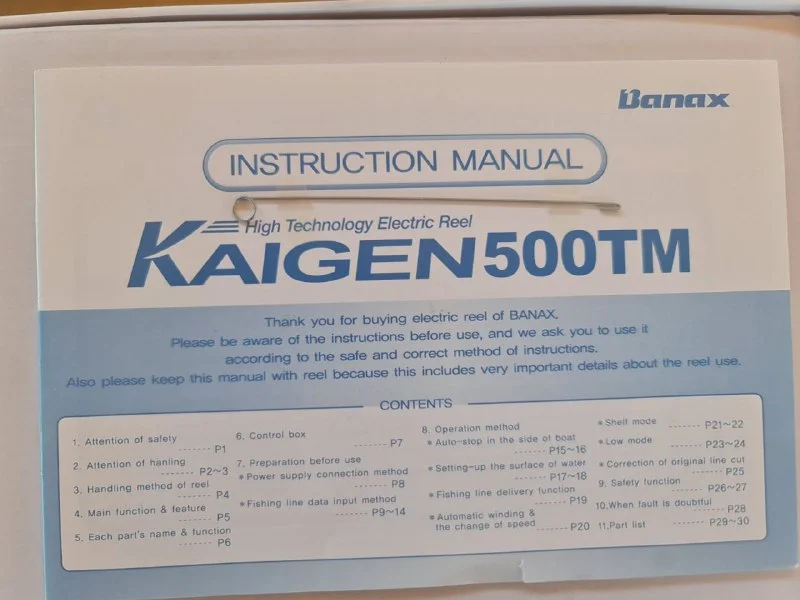 Banax
INSTRUCTION MANUAL
High Technology Electric Reel
KAIGEN 500TM
Thank you for buying electric reel of BANAX.
Please be aware of the instructions before use, and we ask you to use it
according to the safe and correct method of instructions.
Also please keep this manual with reel because this includes very important details about the reel use.
CONTENTS
1. Attention of safety
------- P1
2. Attention of hanling
------- P2~3
3. Handling method of reel
------- P4
4. Main function & feature
------- P5
5. Each part's name & function
------- P6
6. Control box
------- P7
7. Preparation before use
*Power supply connection method
------- P8
*Fishing line data input method
------- P9~14
8. Operation method
*Auto-stop in the side of boat
------- P15~16
*Setting-up the surface of water
------- P17~18
*Fishing line delivery function
------- P19
*Automatic winding &
the change of speed ------- P20
*Shelf mode ------- P21~22
*Low mode ------- P23~24
*Correction of original line cut
------- P25
9. Safety function
------- P26~27
10. When fault is doubtful
------- P28
11. Part list ------- P29~30